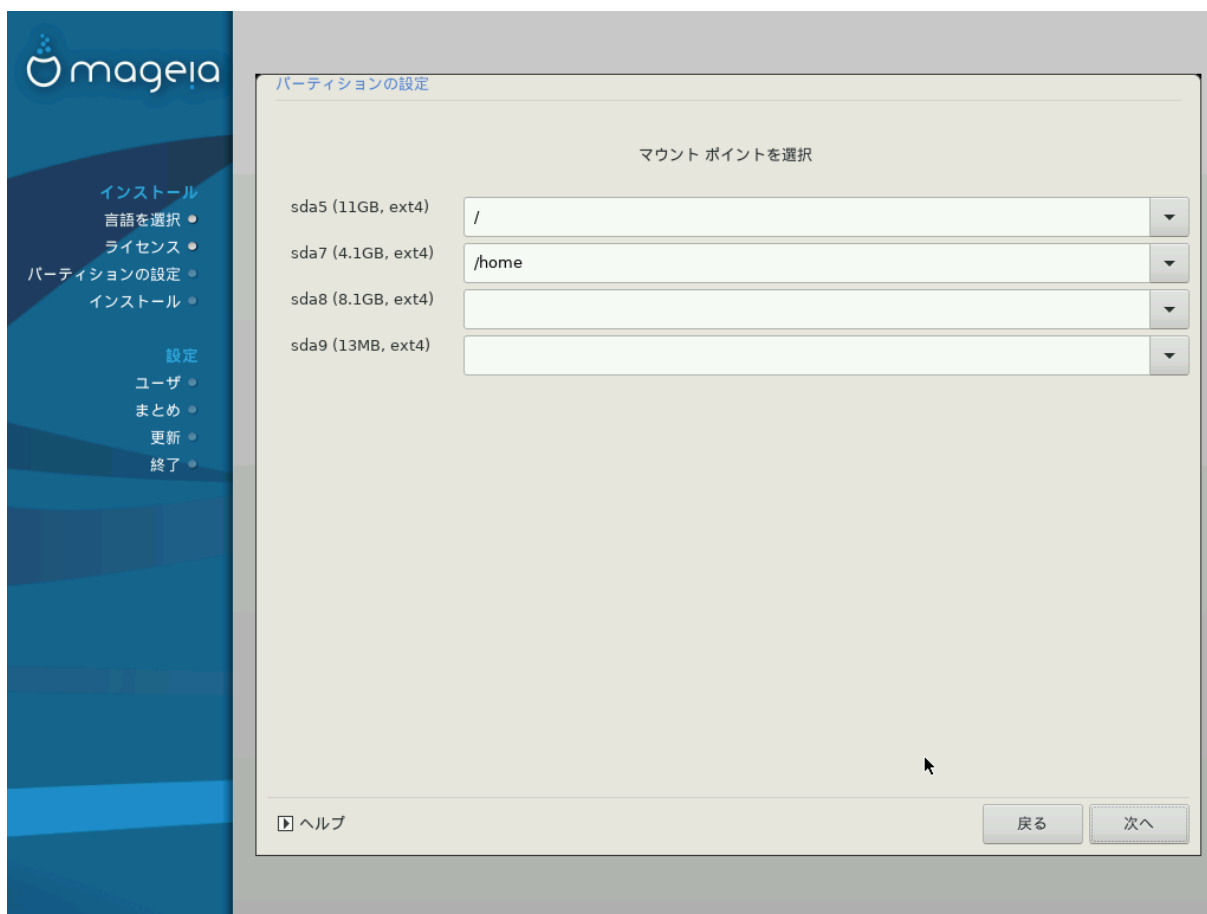 mageia
インストール
言語を選択
ライセンス
パーティションの設定
インストール
設定
ユーザ
まとめ
更新
終了
パーティションの設定
マウント ポイントを選択
sda5 (11GB, ext4)
/
sda7 (4.1GB, ext4)
/home
sda8 (8.1GB, ext4)
sda9 (13MB, ext4)
ヘルプ
戻る
次へ